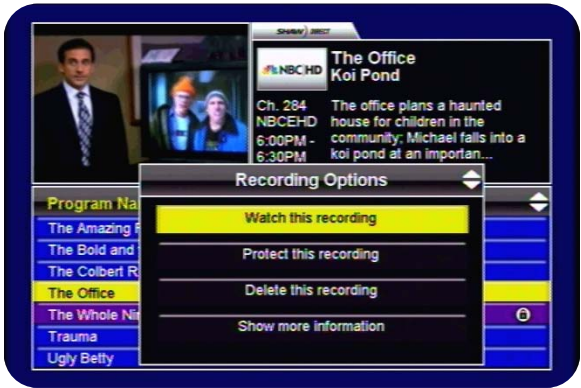 SHAW) DIRECT
NBC HD
The Office
Koi Pond
Ch. 284
NBCEHD
6:00PM -
6:30PM
The office plans a haunted
house for children in the
community; Michael falls into a
koi pond at an importan...
Recording Options
Watch this recording
Protect this recording
Delete this recording
Show more information
Program Na
The Amazing
The Bold and
The Colbert R
The Office
The Whole Nin
Trauma
Ugly Betty